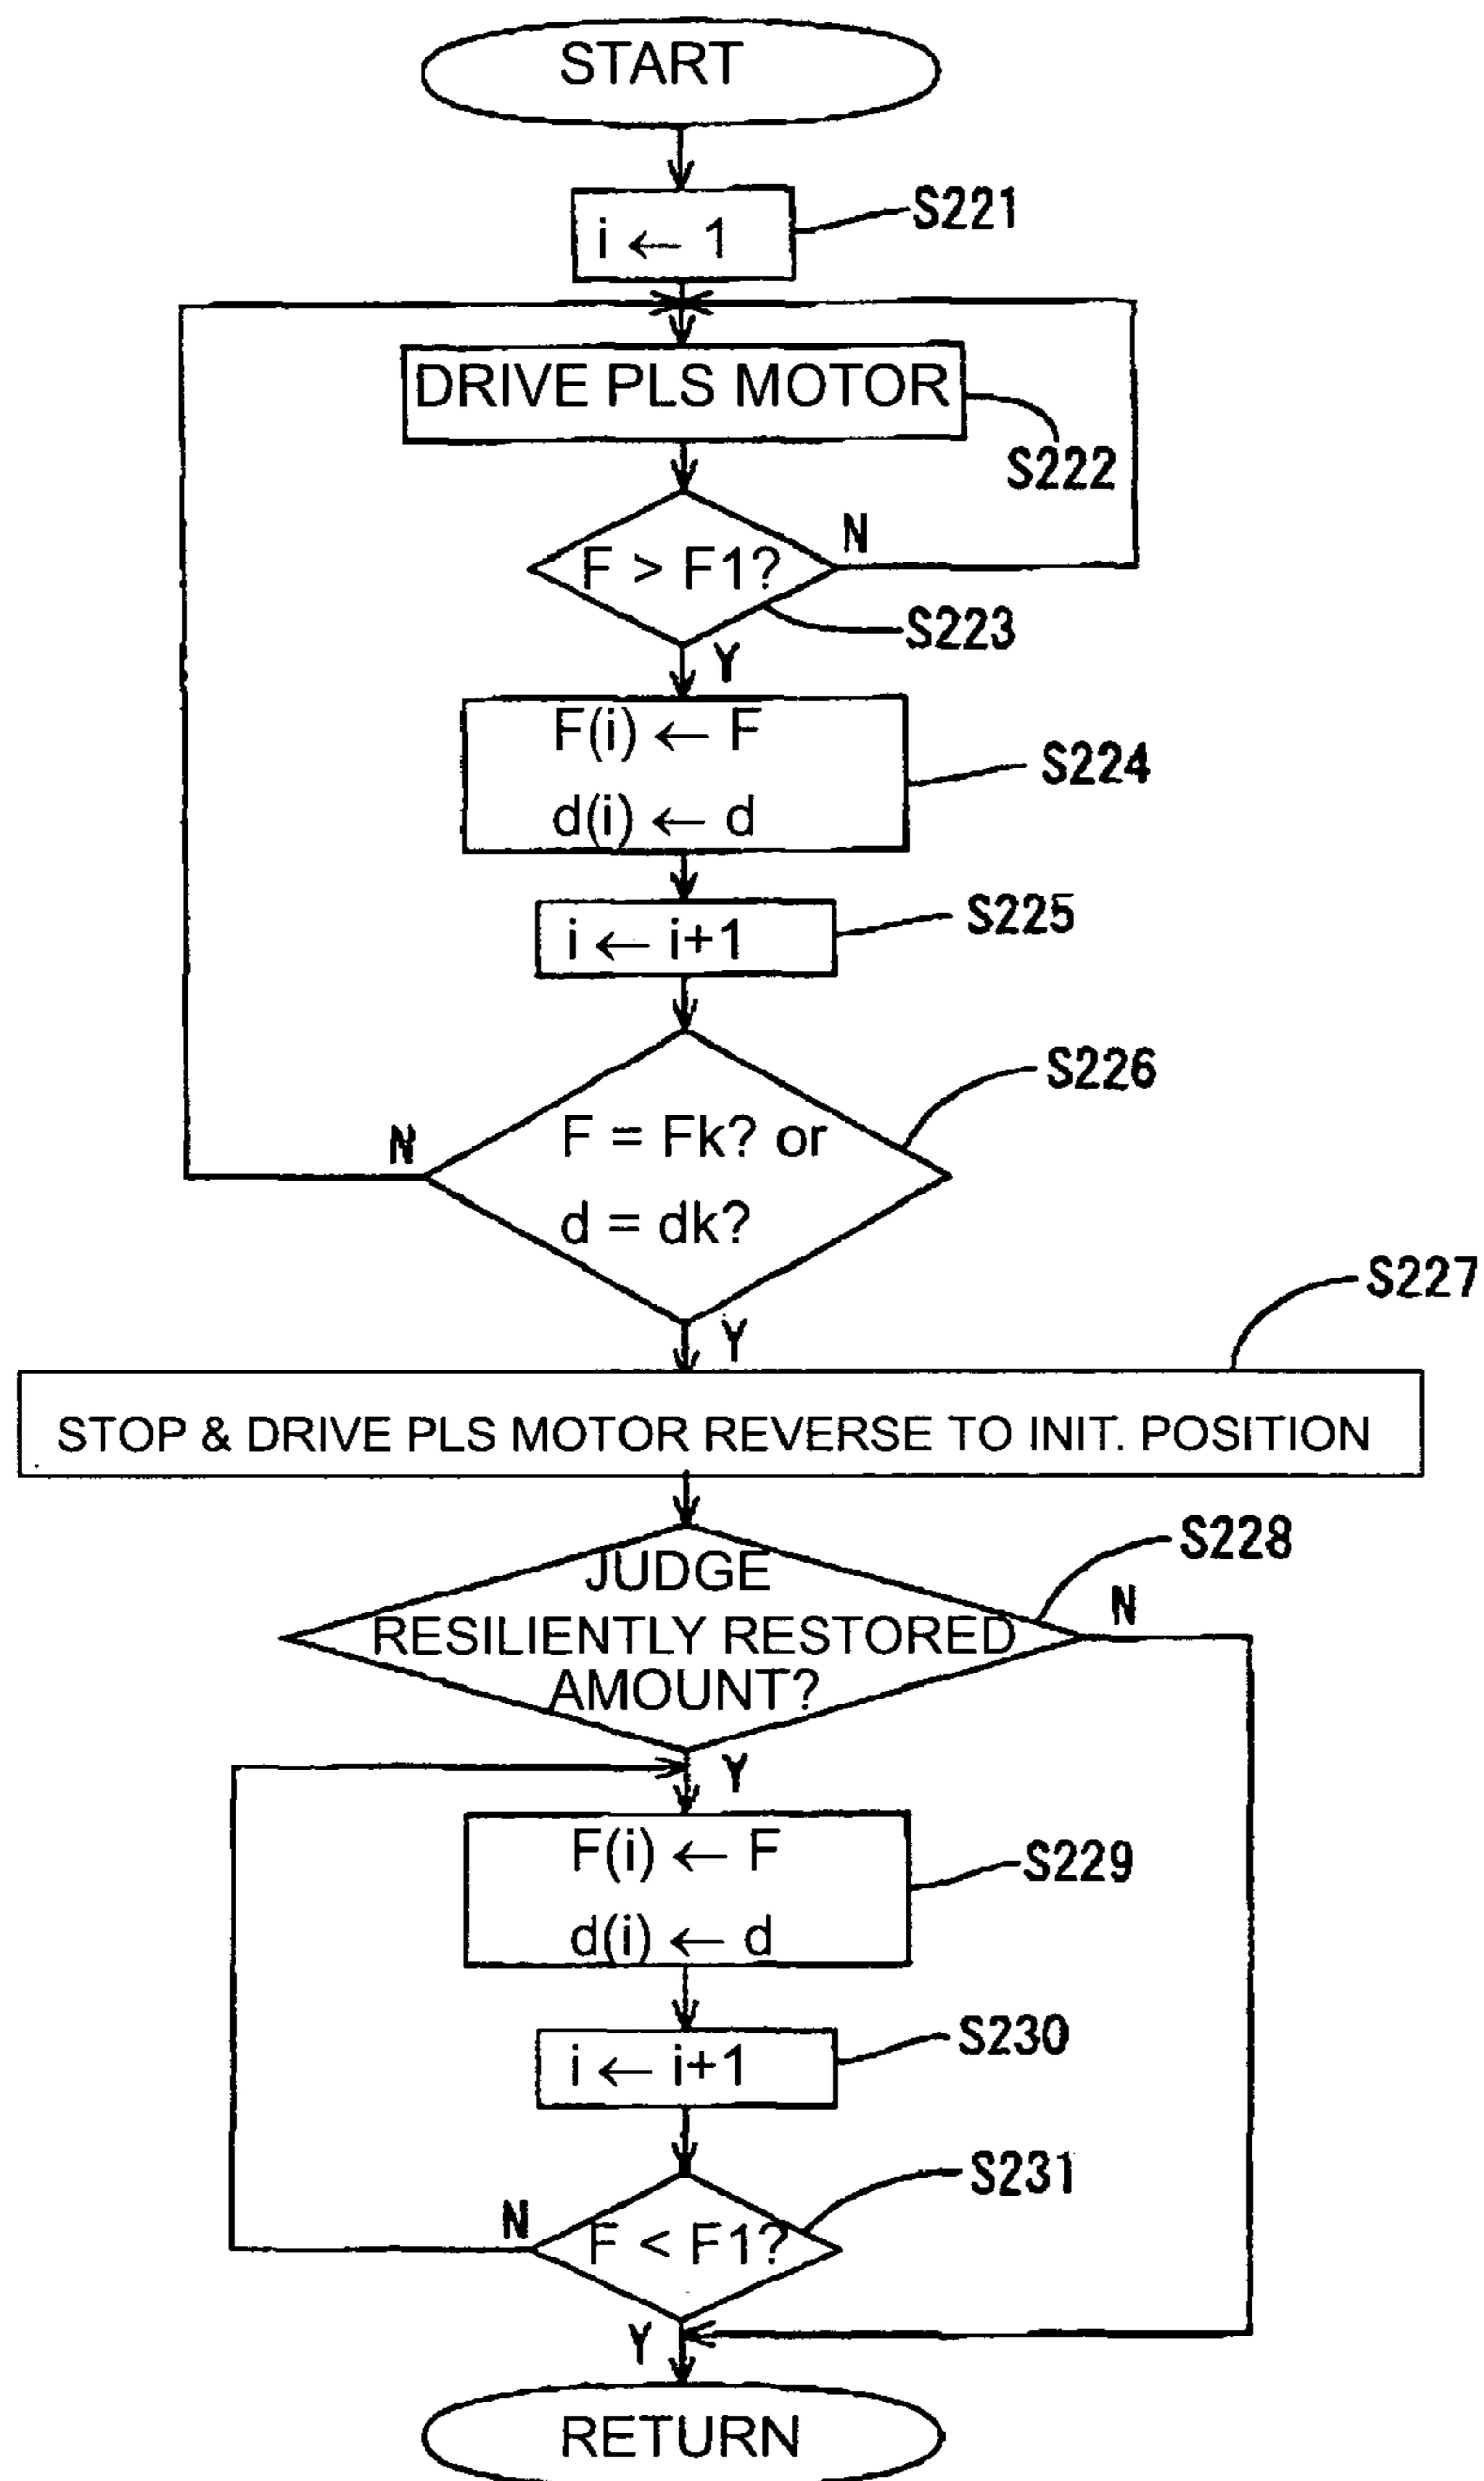 START
i ← 1
S221
DRIVE PLS MOTOR
S222
F > F1?
N
S223
Y
F(i) ← F
d(i) ← d
S224
i ← i+1
S225
F = Fk? or
d = dk?
S226
N
Y
S227
STOP & DRIVE PLS MOTOR REVERSE TO INIT. POSITION
JUDGE
RESILIENTLY RESTORED
AMOUNT?
S228
N
Y
F(i) ← F
d(i) ← d
S229
i ← i+1
S230
F < F1?
S231
N
Y
RETURN